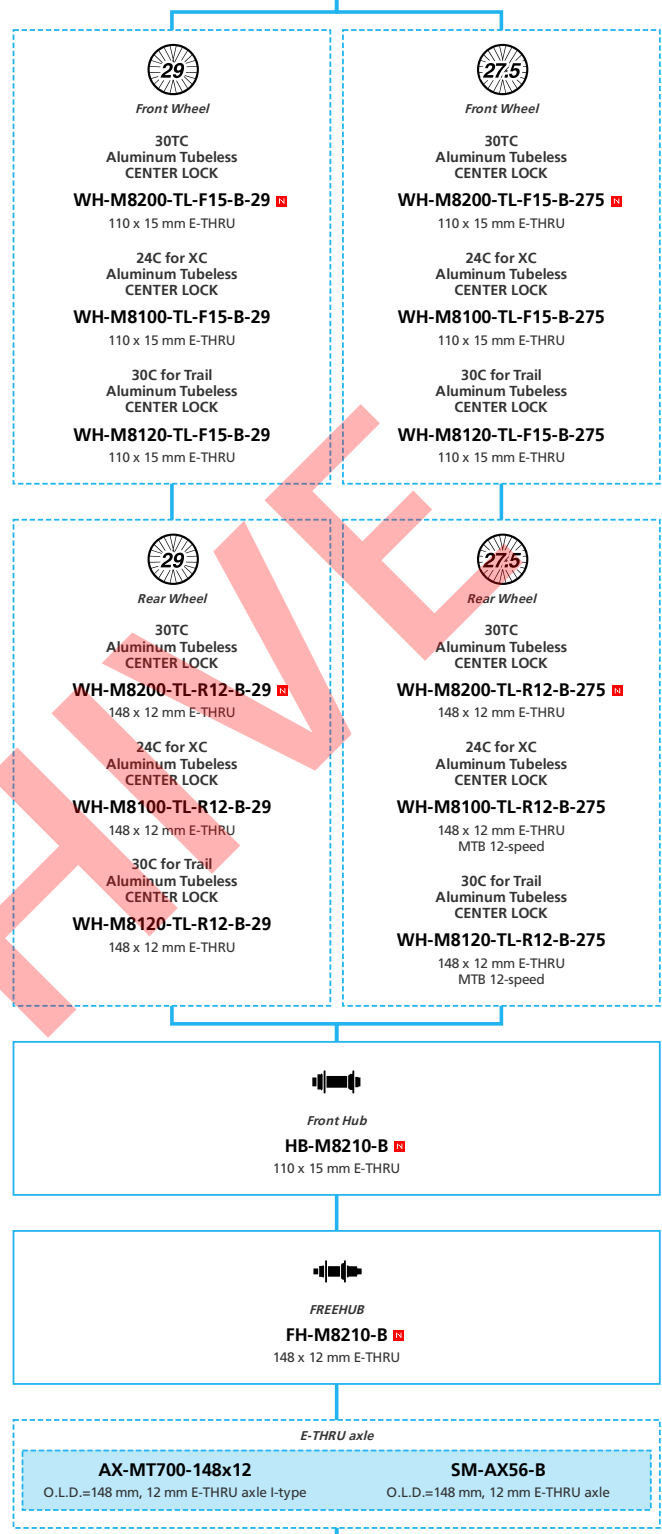 29
Front Wheel
30TC
Aluminum Tubeless
CENTER LOCK
WH-M8200-TL-F15-B-29 N
110 x 15 mm E-THRU
24C for XC
Aluminum Tubeless
CENTER LOCK
WH-M8100-TL-F15-B-29
110 x 15 mm E-THRU
30C for Trail
Aluminum Tubeless
CENTER LOCK
WH-M8120-TL-F15-B-29
110 x 15 mm E-THRU
27.5
Front Wheel
30TC
Aluminum Tubeless
CENTER LOCK
WH-M8200-TL-F15-B-275 N
110 x 15 mm E-THRU
24C for XC
Aluminum Tubeless
CENTER LOCK
WH-M8100-TL-F15-B-275
110 x 15 mm E-THRU
30C for Trail
Aluminum Tubeless
CENTER LOCK
WH-M8120-TL-F15-B-275
110 x 15 mm E-THRU
29
Rear Wheel
30TC
Aluminum Tubeless
CENTER LOCK
WH-M8200-TL-R12-B-29 N
148 x 12 mm E-THRU
24C for XC
Aluminum Tubeless
CENTER LOCK
WH-M8100-TL-R12-B-29
148 x 12 mm E-THRU
30C for Trail
Aluminum Tubeless
CENTER LOCK
WH-M8120-TL-R12-B-29
148 x 12 mm E-THRU
27.5
Rear Wheel
30TC
Aluminum Tubeless
CENTER LOCK
WH-M8200-TL-R12-B-275 N
148 x 12 mm E-THRU
24C for XC
Aluminum Tubeless
CENTER LOCK
WH-M8100-TL-R12-B-275
148 x 12 mm E-THRU
MTB 12-speed
30C for Trail
Aluminum Tubeless
CENTER LOCK
WH-M8120-TL-R12-B-275
148 x 12 mm E-THRU
MTB 12-speed
Front Hub
HB-M8210-B N
110 x 15 mm E-THRU
FREEHUB
FH-M8210-B N
148 x 12 mm E-THRU
E-THRU axle
AX-MT700-148x12
O.L.D.=148 mm, 12 mm E-THRU axle I-type
SM-AX56-B
O.L.D.=148 mm, 12 mm E-THRU axle
HIVE